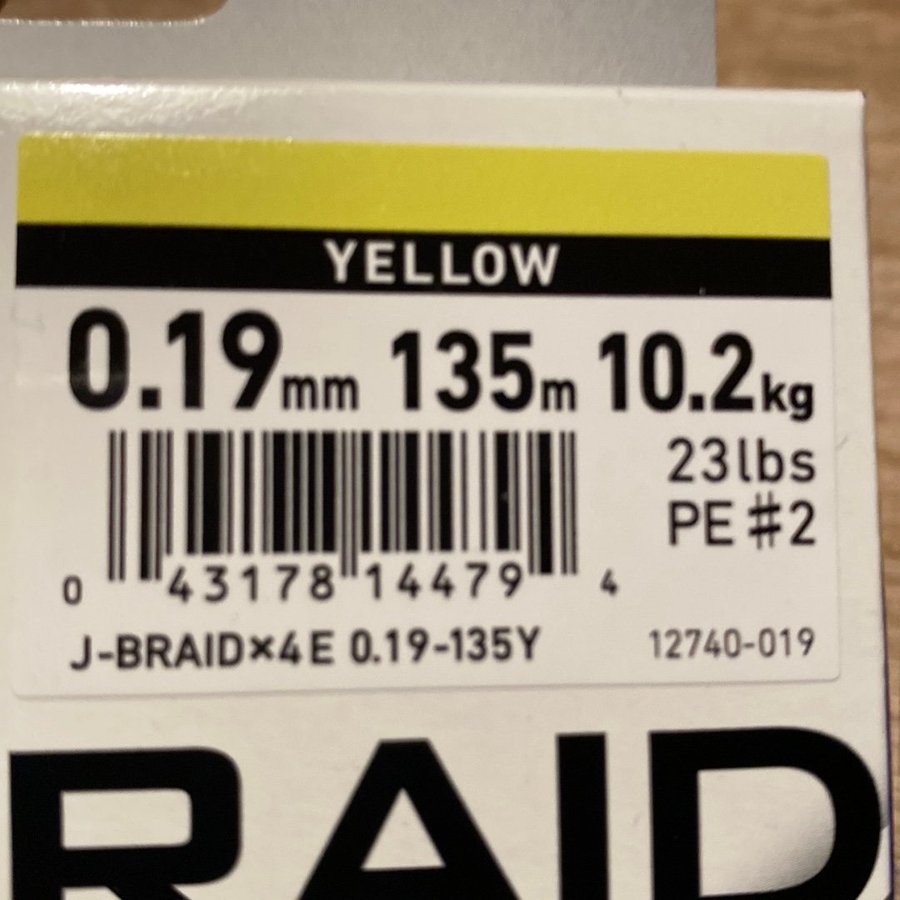 YELLOW
0.19mm 135m 10.2kg
23lbs
PE #2
0 43178 14479 4
J-BRAID×4E 0.19-135Y 12740-019
RAID